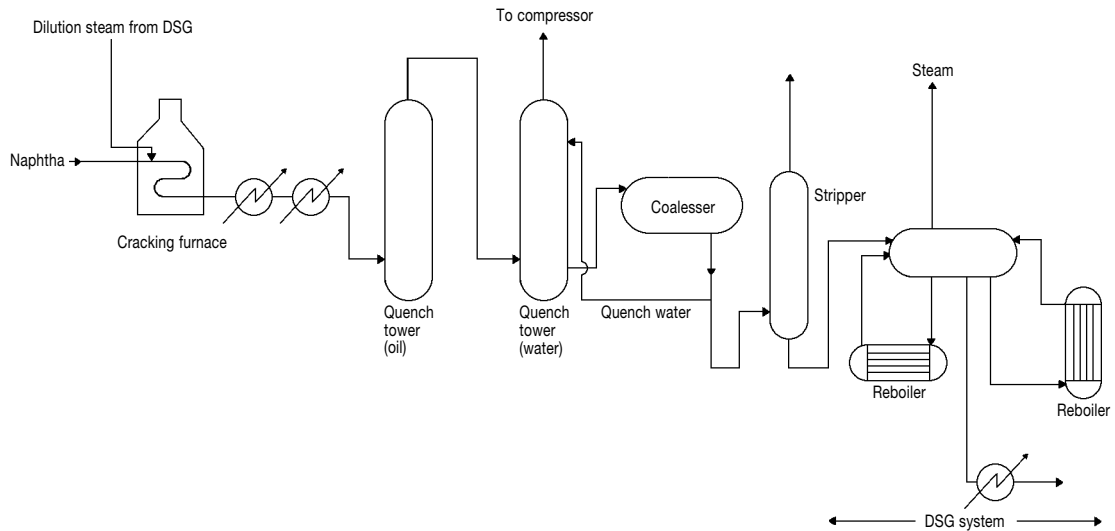 To compressor
Dilution steam from DSG
Steam
Naphtha
Coalesser
Stripper
Cracking furnace
Quench
tower
(oil)
Quench
tower
(water)
Quench water
Reboiler
Reboiler
DSG system